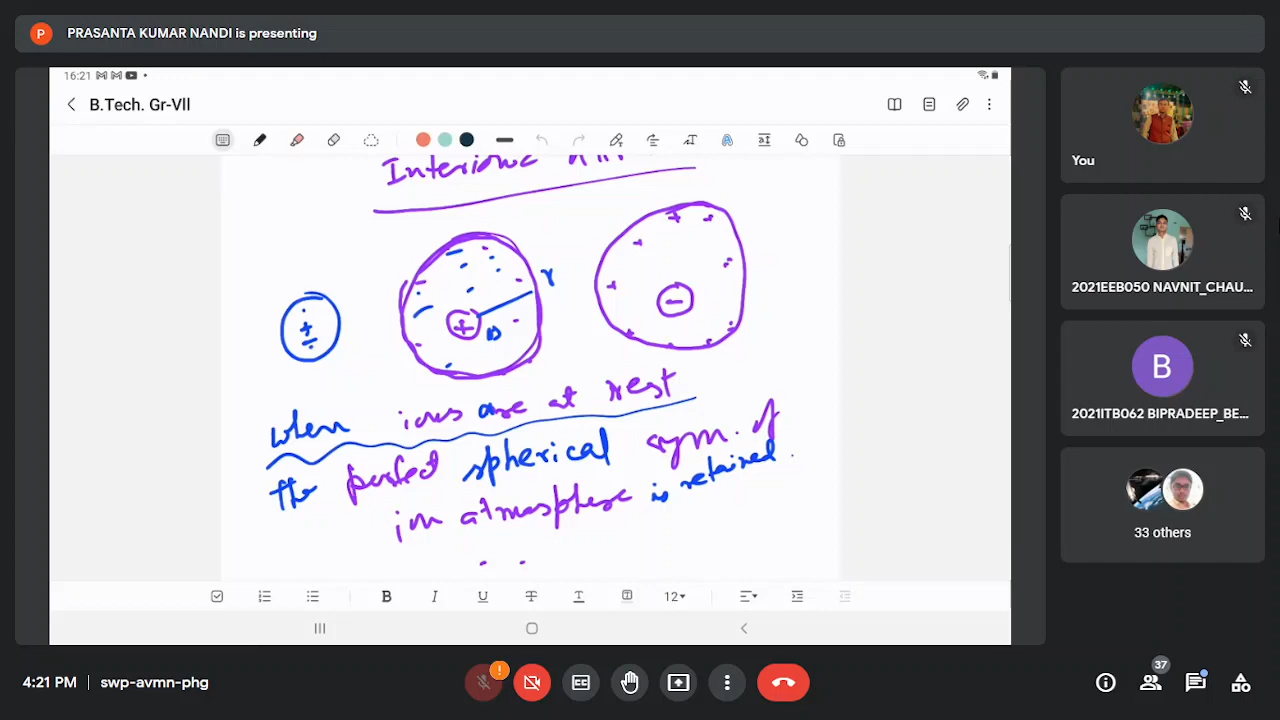 P PRASANTA KUMAR NANDI is presenting
16:21
B.Tech. Gr-VII
Interionic
+
−
r
+
when ions are at rest
the perfect spherical sym. of
ion atmosphere is retained.
B I U T T 12
You
2021EEB050 NAVNIT_CHAU...
B
2021ITB062 BIPRADEEP_BE...
33 others
4:21 PM | swp-avmn-phg
!
CC
37